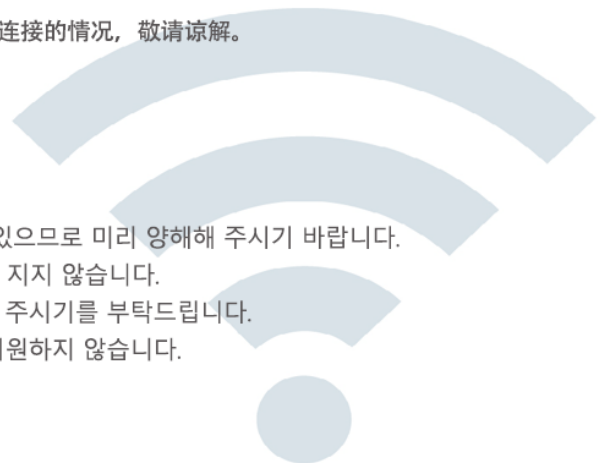 连接的情况，敬请谅解。
있으므로 미리 양해해 주시기 바랍니다.
지지 않습니다.
주시기를 부탁드립니다.
원하지 않습니다.